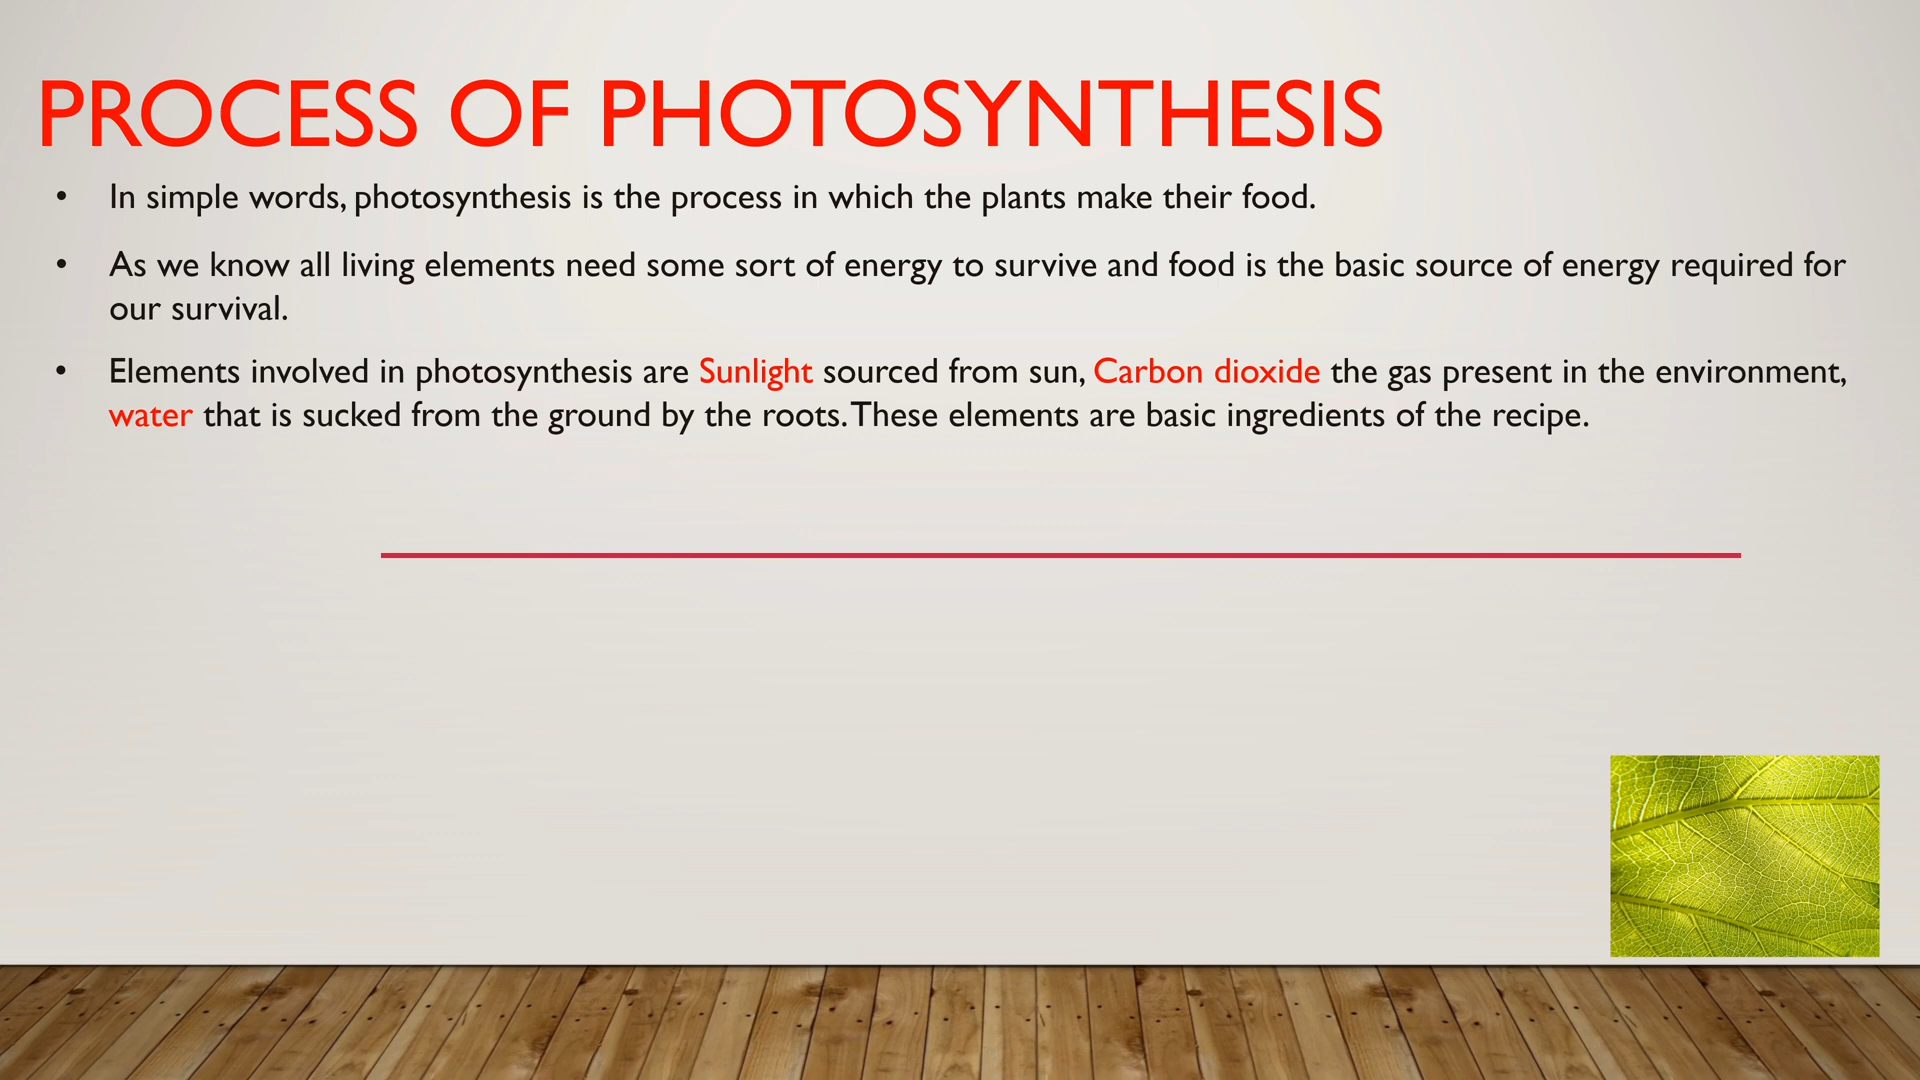 PROCESS OF PHOTOSYNTHESIS
• In simple words, photosynthesis is the process in which the plants make their food.
• As we know all living elements need some sort of energy to survive and food is the basic source of energy required for
our survival.
• Elements involved in photosynthesis are Sunlight sourced from sun, Carbon dioxide the gas present in the environment,
water that is sucked from the ground by the roots. These elements are basic ingredients of the recipe.